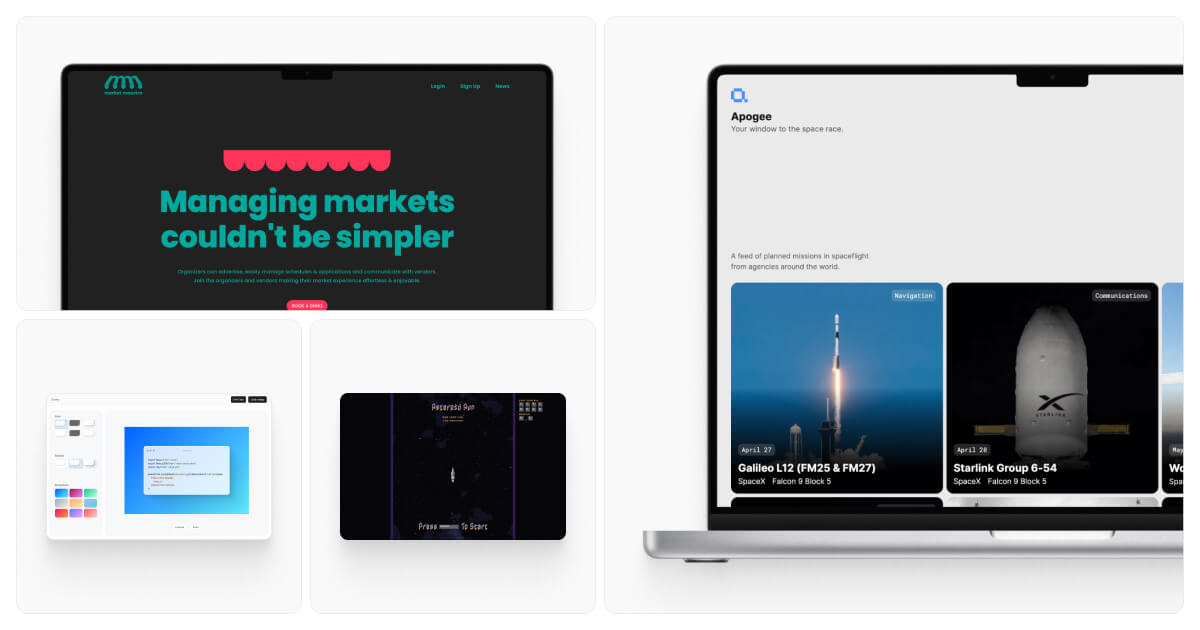 market maestro
Login
Sign Up
News
Managing markets
couldn't be simpler
Organizers can advertise, easily manage schedules & applications and communicate with vendors.
Join the organizers and vendors making their market experience effortless & enjoyable.
BOOK A DEMO
Asteroid Run
Press
To Start
Apogee
Your window to the space race.
A feed of planned missions in spaceflight
from agencies around the world.
Navigation
April 27
Galileo L12 (FM25 & FM27)
SpaceX Falcon 9 Block 5
Communications
STARLINK
April 28
Starlink Group 6-54
SpaceX Falcon 9 Block 5